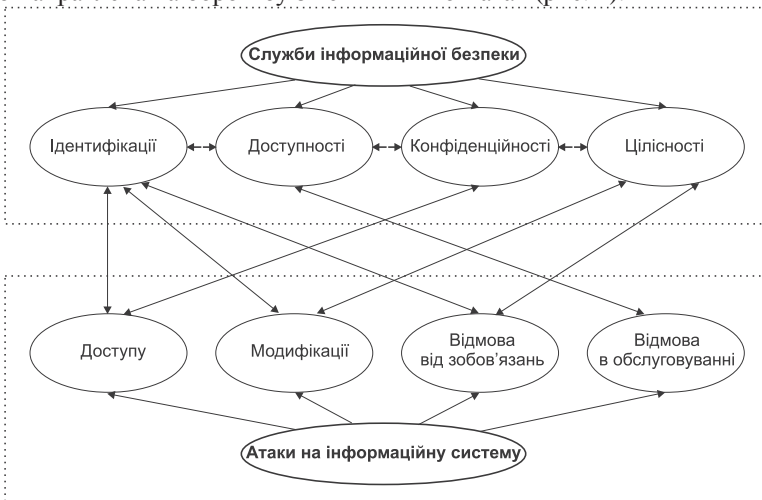 Служби інформаційної безпеки
Ідентифікації
Доступності
Конфіденційності
Цілісності
Доступу
Модифікації
Відмова
від зобов’язань
Відмова
в обслуговуванні
Атаки на інформаційну систему